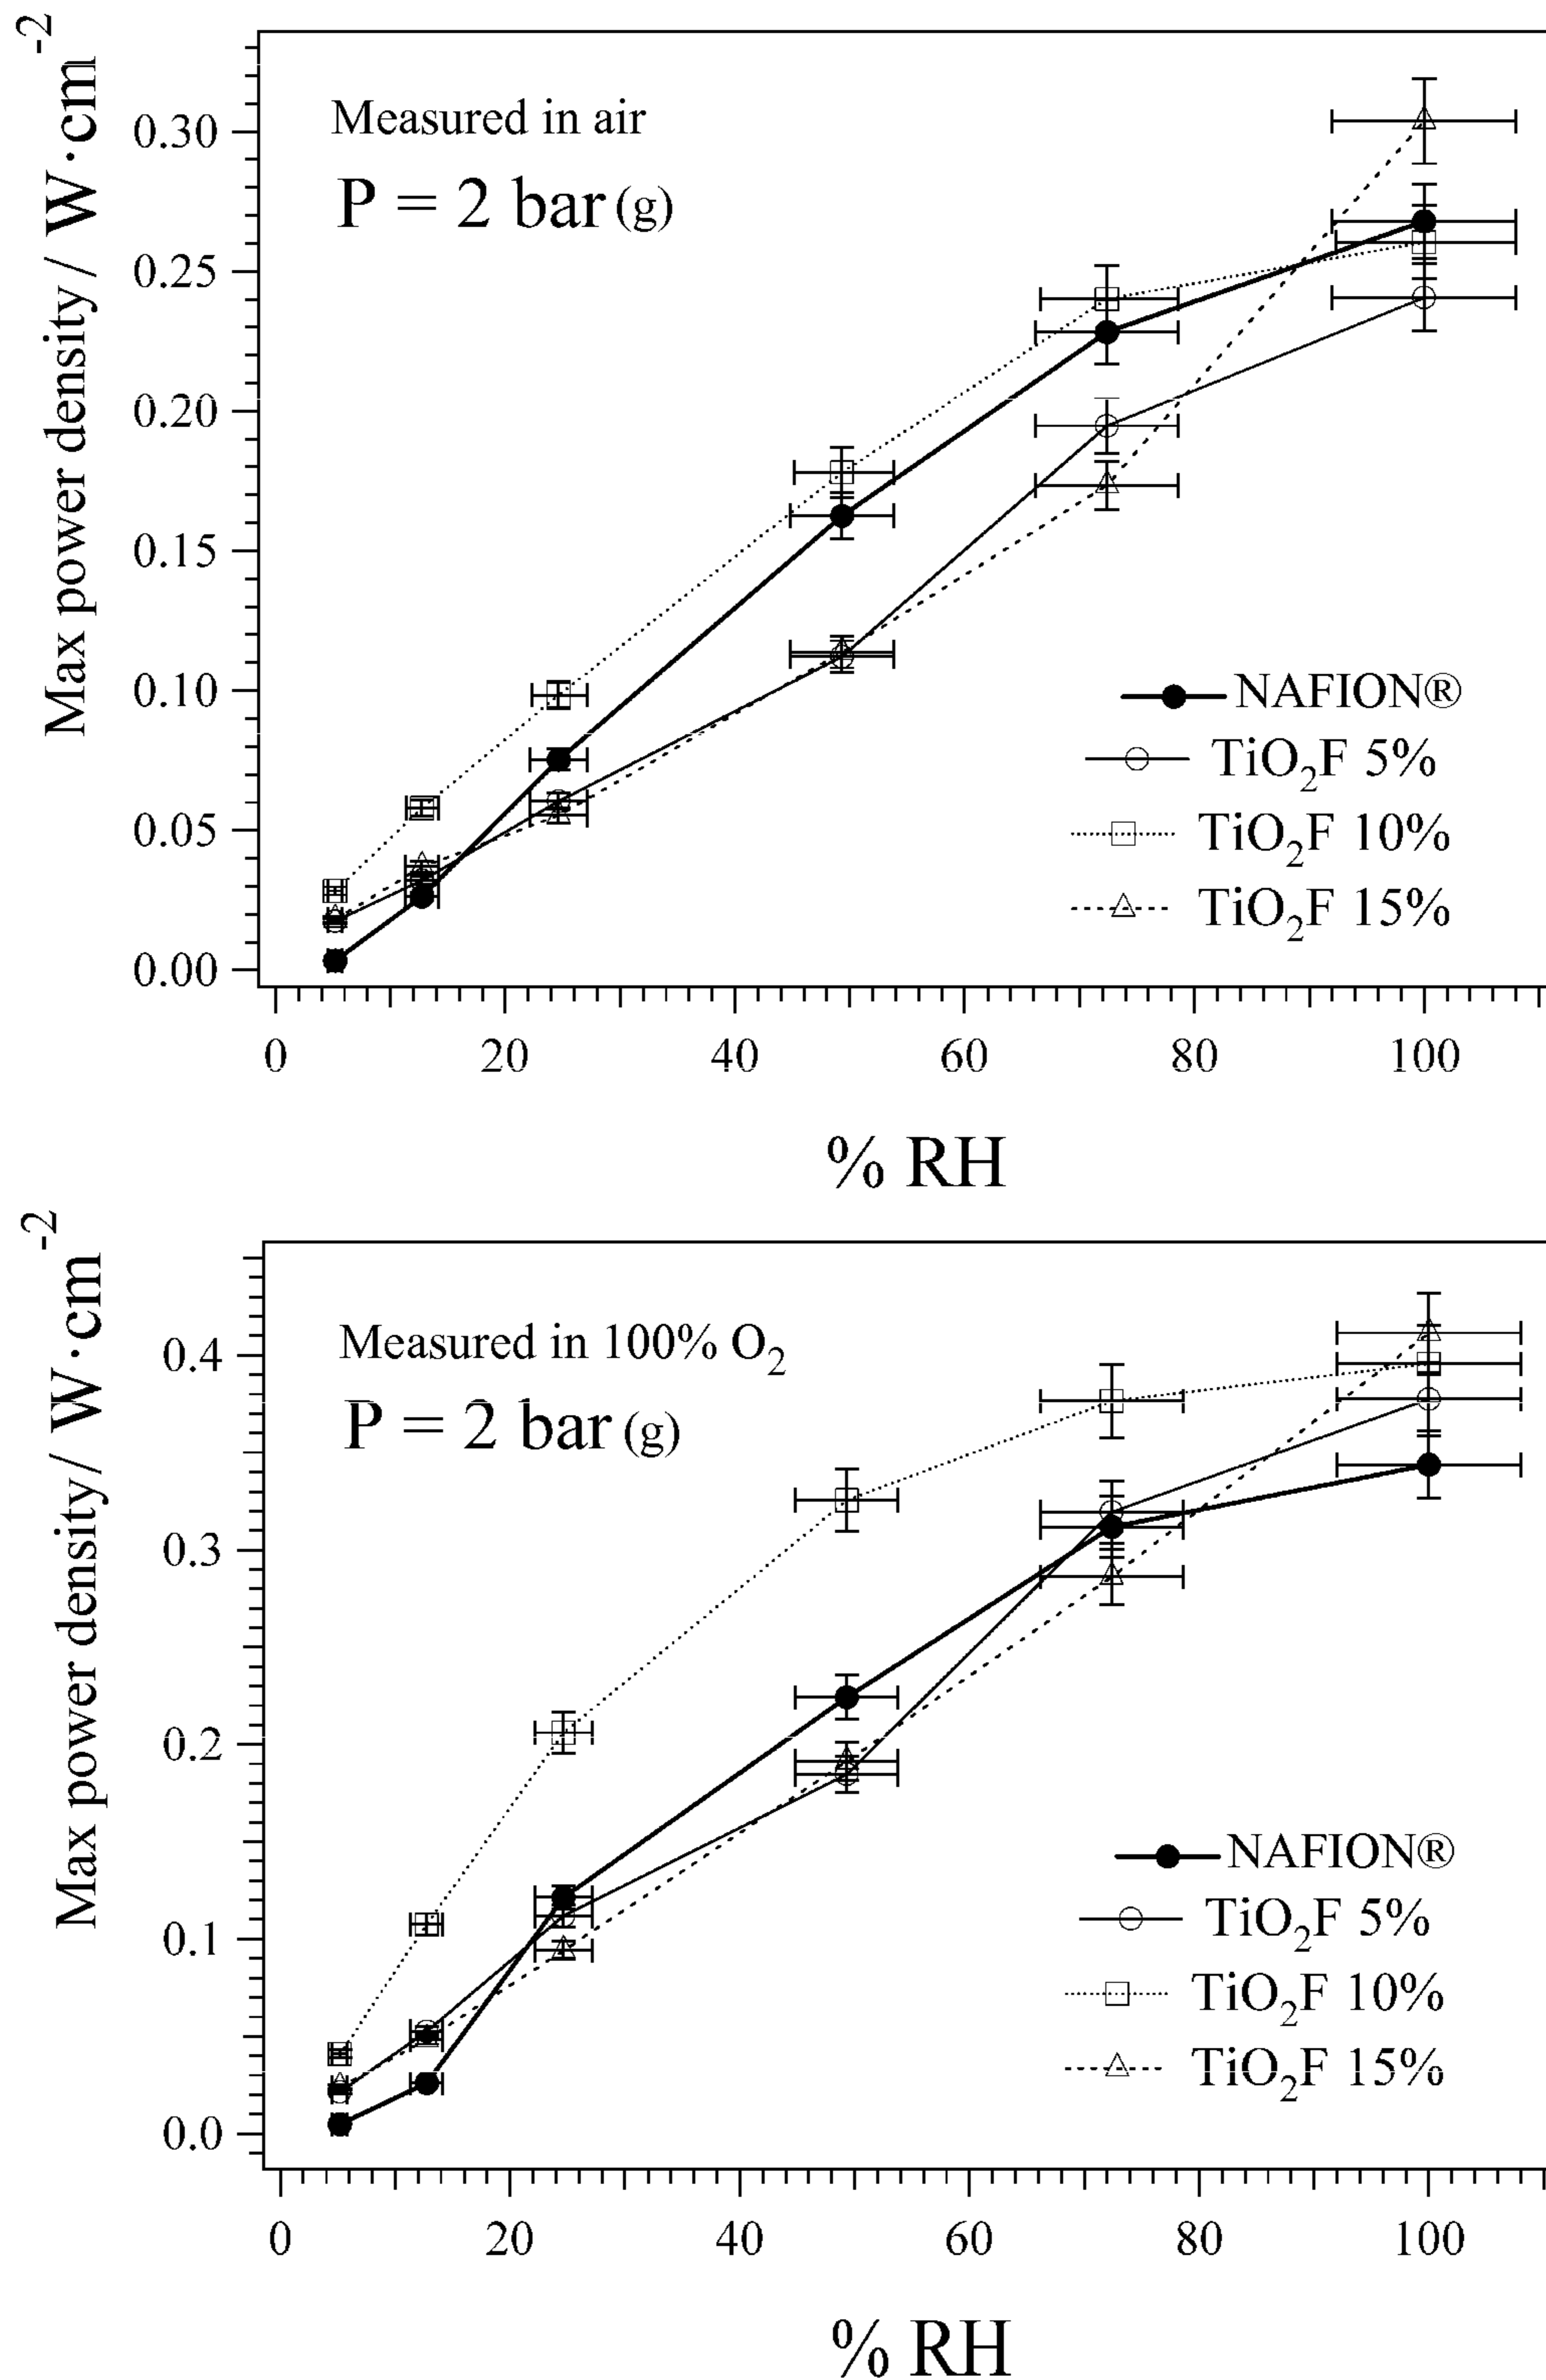 Max power density / W·cm-2
Measured in air
P = 2 bar (g)
0.30
0.25
0.20
0.15
0.10
0.05
0.00
NAFION®
TiO2F 5%
TiO2F 10%
TiO2F 15%
0 20 40 60 80 100
% RH
Max power density / W·cm-2
Measured in 100% O2
P = 2 bar (g)
0.4
0.3
0.2
0.1
0.0
NAFION®
TiO2F 5%
TiO2F 10%
TiO2F 15%
0 20 40 60 80 100
% RH